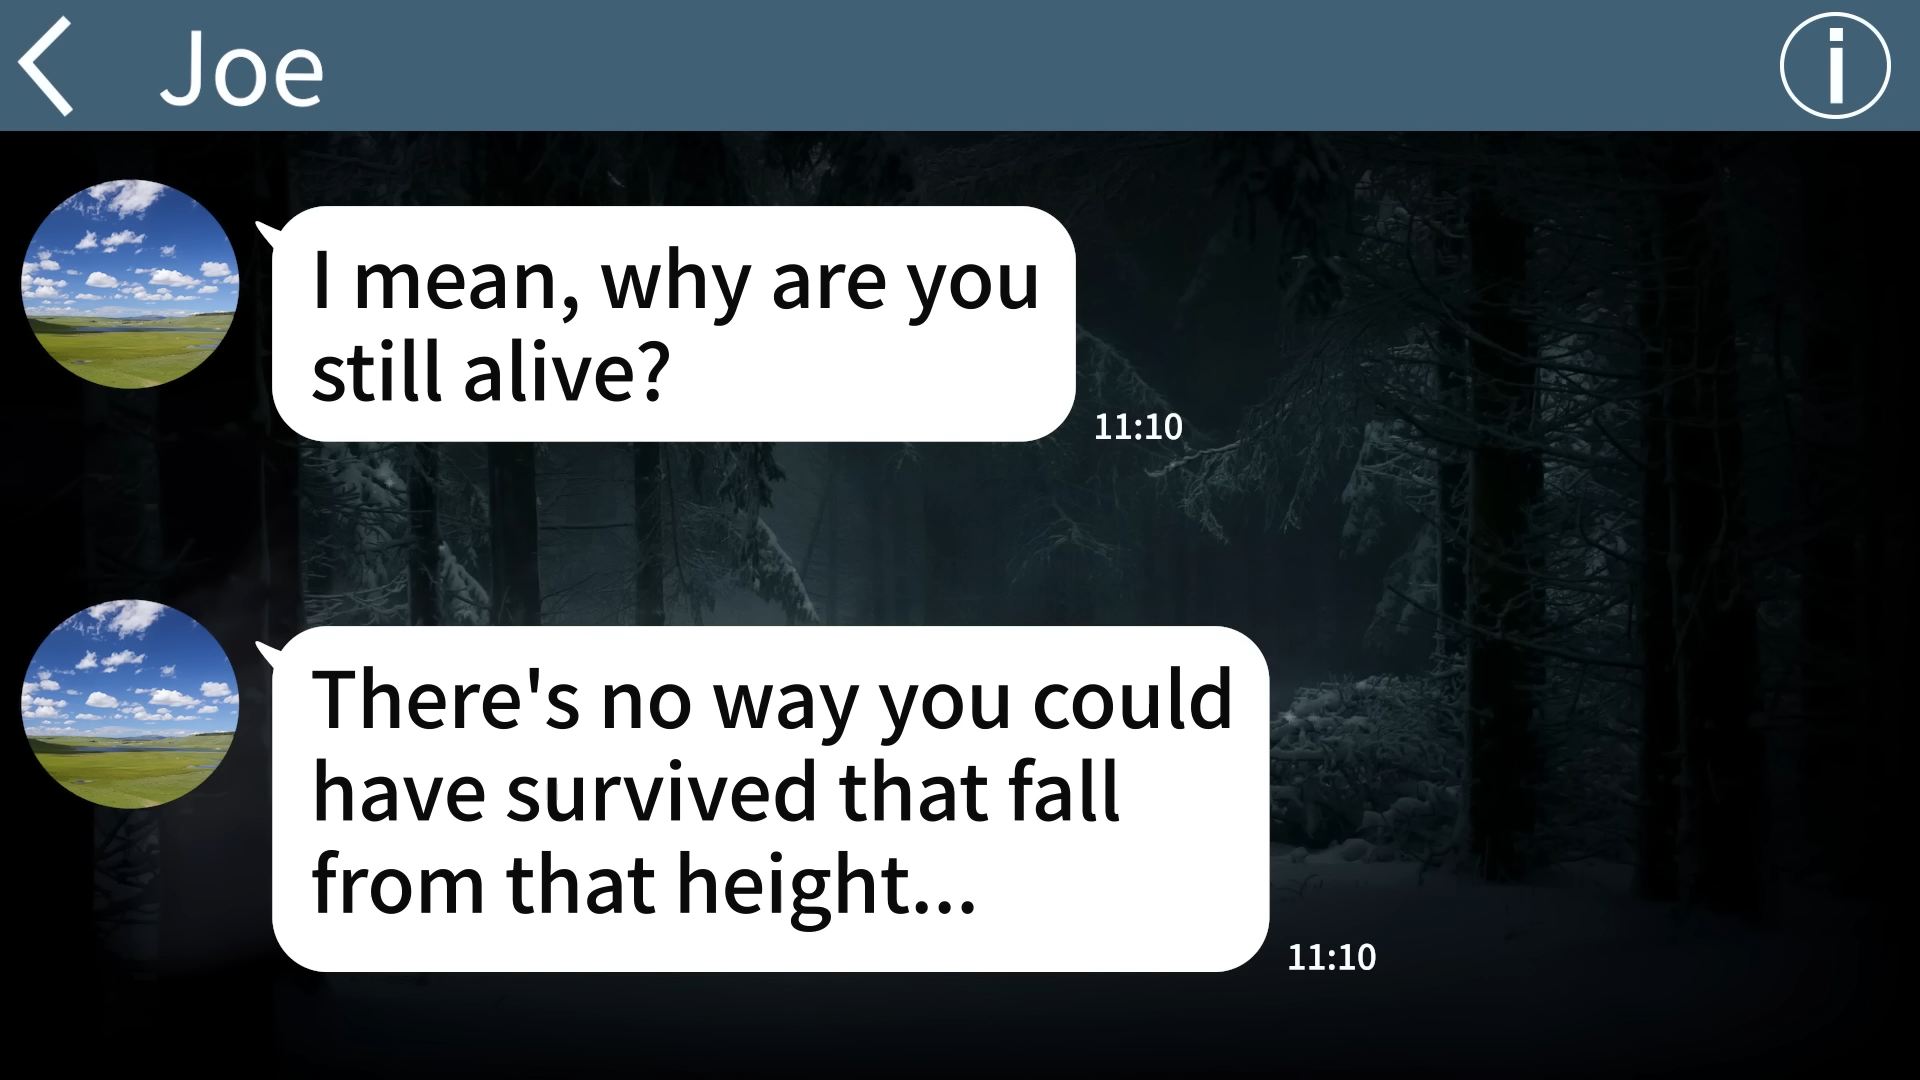 Joe
I mean, why are you
still alive?
11:10
There's no way you could
have survived that fall
from that height...
11:10